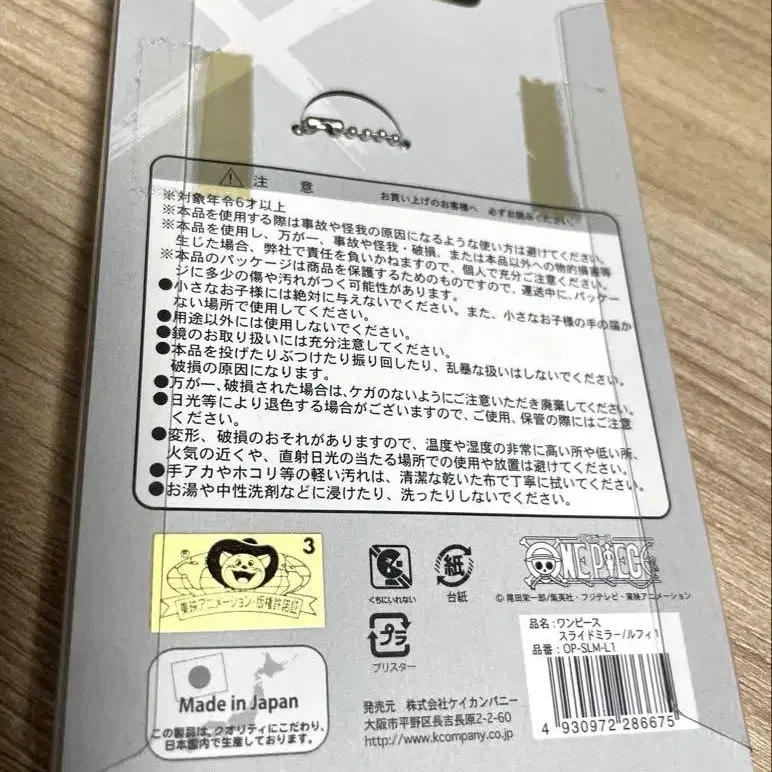 注意
お買い上げのお客様へ 必ずお読みください。
※対象年令6才以上
※本品を使用する際は事故や怪我の原因になるような使い方は避けてください。
※本品を使用し、万が一、事故や怪我・破損、または本品以外への物的損害等
生じた場合、弊社で責任を負いかねますので、個人で充分ご注意ください。
※本品のパッケージは商品を保護するためのものですので、運送中に、パッケー
ジに多少の傷や汚れがつく可能性があります。
●小さなお子様には絶対に与えないでください。また、小さなお子様の手の届か
ない場所で使用してください。
●用途以外には使用しないでください。
●鏡のお取り扱いには充分注意してください。
●本品を投げたりぶつけたり振り回したり、乱暴な扱いはしないでください。
破損の原因になります。
●万が一、破損された場合は、ケガのないようにご注意いただき廃棄してください。
●日光等により退色する場合がございますので、ご使用、保管の際にはご注意
ください。
●変形、破損のおそれがありますので、温度や湿度の非常に高い所や低い所、
火気の近くや、直射日光の当たる場所での使用や放置は避けてください。
●手アカやホコリ等の軽い汚れは、清潔な乾いた布で丁寧に拭いてください。
●お湯や中性洗剤などに浸けたり、洗ったりしないでください。
3
東映アニメーション・版権許諾証
くちにいれない
紙
台紙
プラ
ブリスター
ONE PIECE
© 尾田栄一郎/集英社・フジテレビ・東映アニメーション
Made in Japan
この製品は、クオリティにこだわり、
日本国内で生産しております。
発売元 株式会社ケイカンパニー
大阪市平野区長吉長原2-2-60
http://www.kcompany.co.jp
品名：ワンピース
スライドミラー/ルフィ1
品番：OP-SLM-L1
4 930972 286675